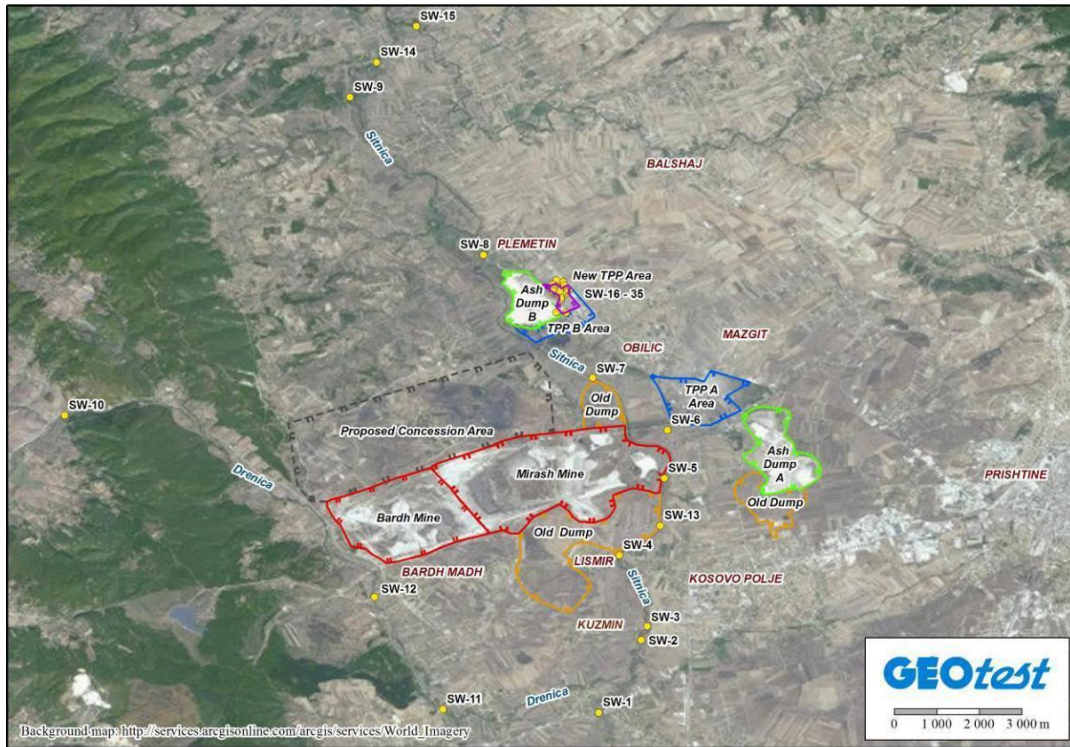 SW-15
SW-14
SW-9
Sitnica
BALSHAJ
SW-8
PLEMETIN
New TPP Area
SW-16 - 35
Ash
Dump
B
TPP B Area
OBILIC
MAZGIT
Sitnica
SW-7
TPP A
Area
Old
Dump
SW-10
SW-6
Proposed Concession Area
Ash
Dump
A
Drenica
Mirash Mine
SW-5
PRISHTINE
Old Dump
Bardh Mine
SW-13
Old Dump
SW-4
LISMIR
BARDH MADH
Sitnica
KOSOVO POLJE
SW-12
KUZMIN
SW-3
SW-2
SW-11
Drenica
SW-1
GEOtest
0 1 000 2 000 3 000 m
Background map: http://services.arcgisonline.com/arcgis/services/World_Imagery